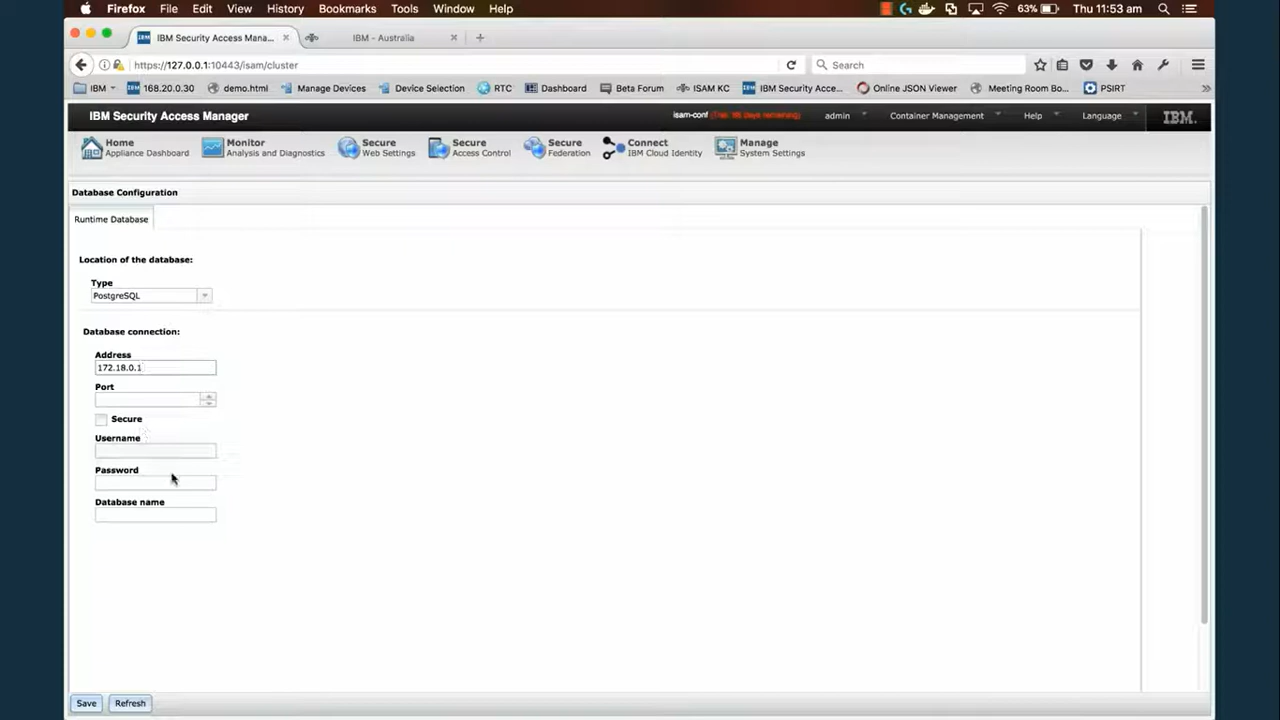 Firefox File Edit View History Bookmarks Tools Window Help 63% Thu 11:53 am
IBM Security Access Mana... IBM - Australia
https://127.0.0.1:10443/isam/cluster Search
IBM 168.20.0.30 demo.html Manage Devices Device Selection RTC Dashboard Beta Forum ISAM KC IBM Security Acce... Online JSON Viewer Meeting Room Bo... PSIRT
IBM Security Access Manager isam-conf admin Container Management Help Language IBM.
Home Monitor Secure Secure Secure Connect Manage
Appliance Dashboard Analysis and Diagnostics Web Settings Access Control Federation IBM Cloud Identity System Settings
Database Configuration
Runtime Database
Location of the database:
Type
PostgreSQL
Database connection:
Address
172.18.0.1
Port
Secure
Username
Password
Database name
Save Refresh